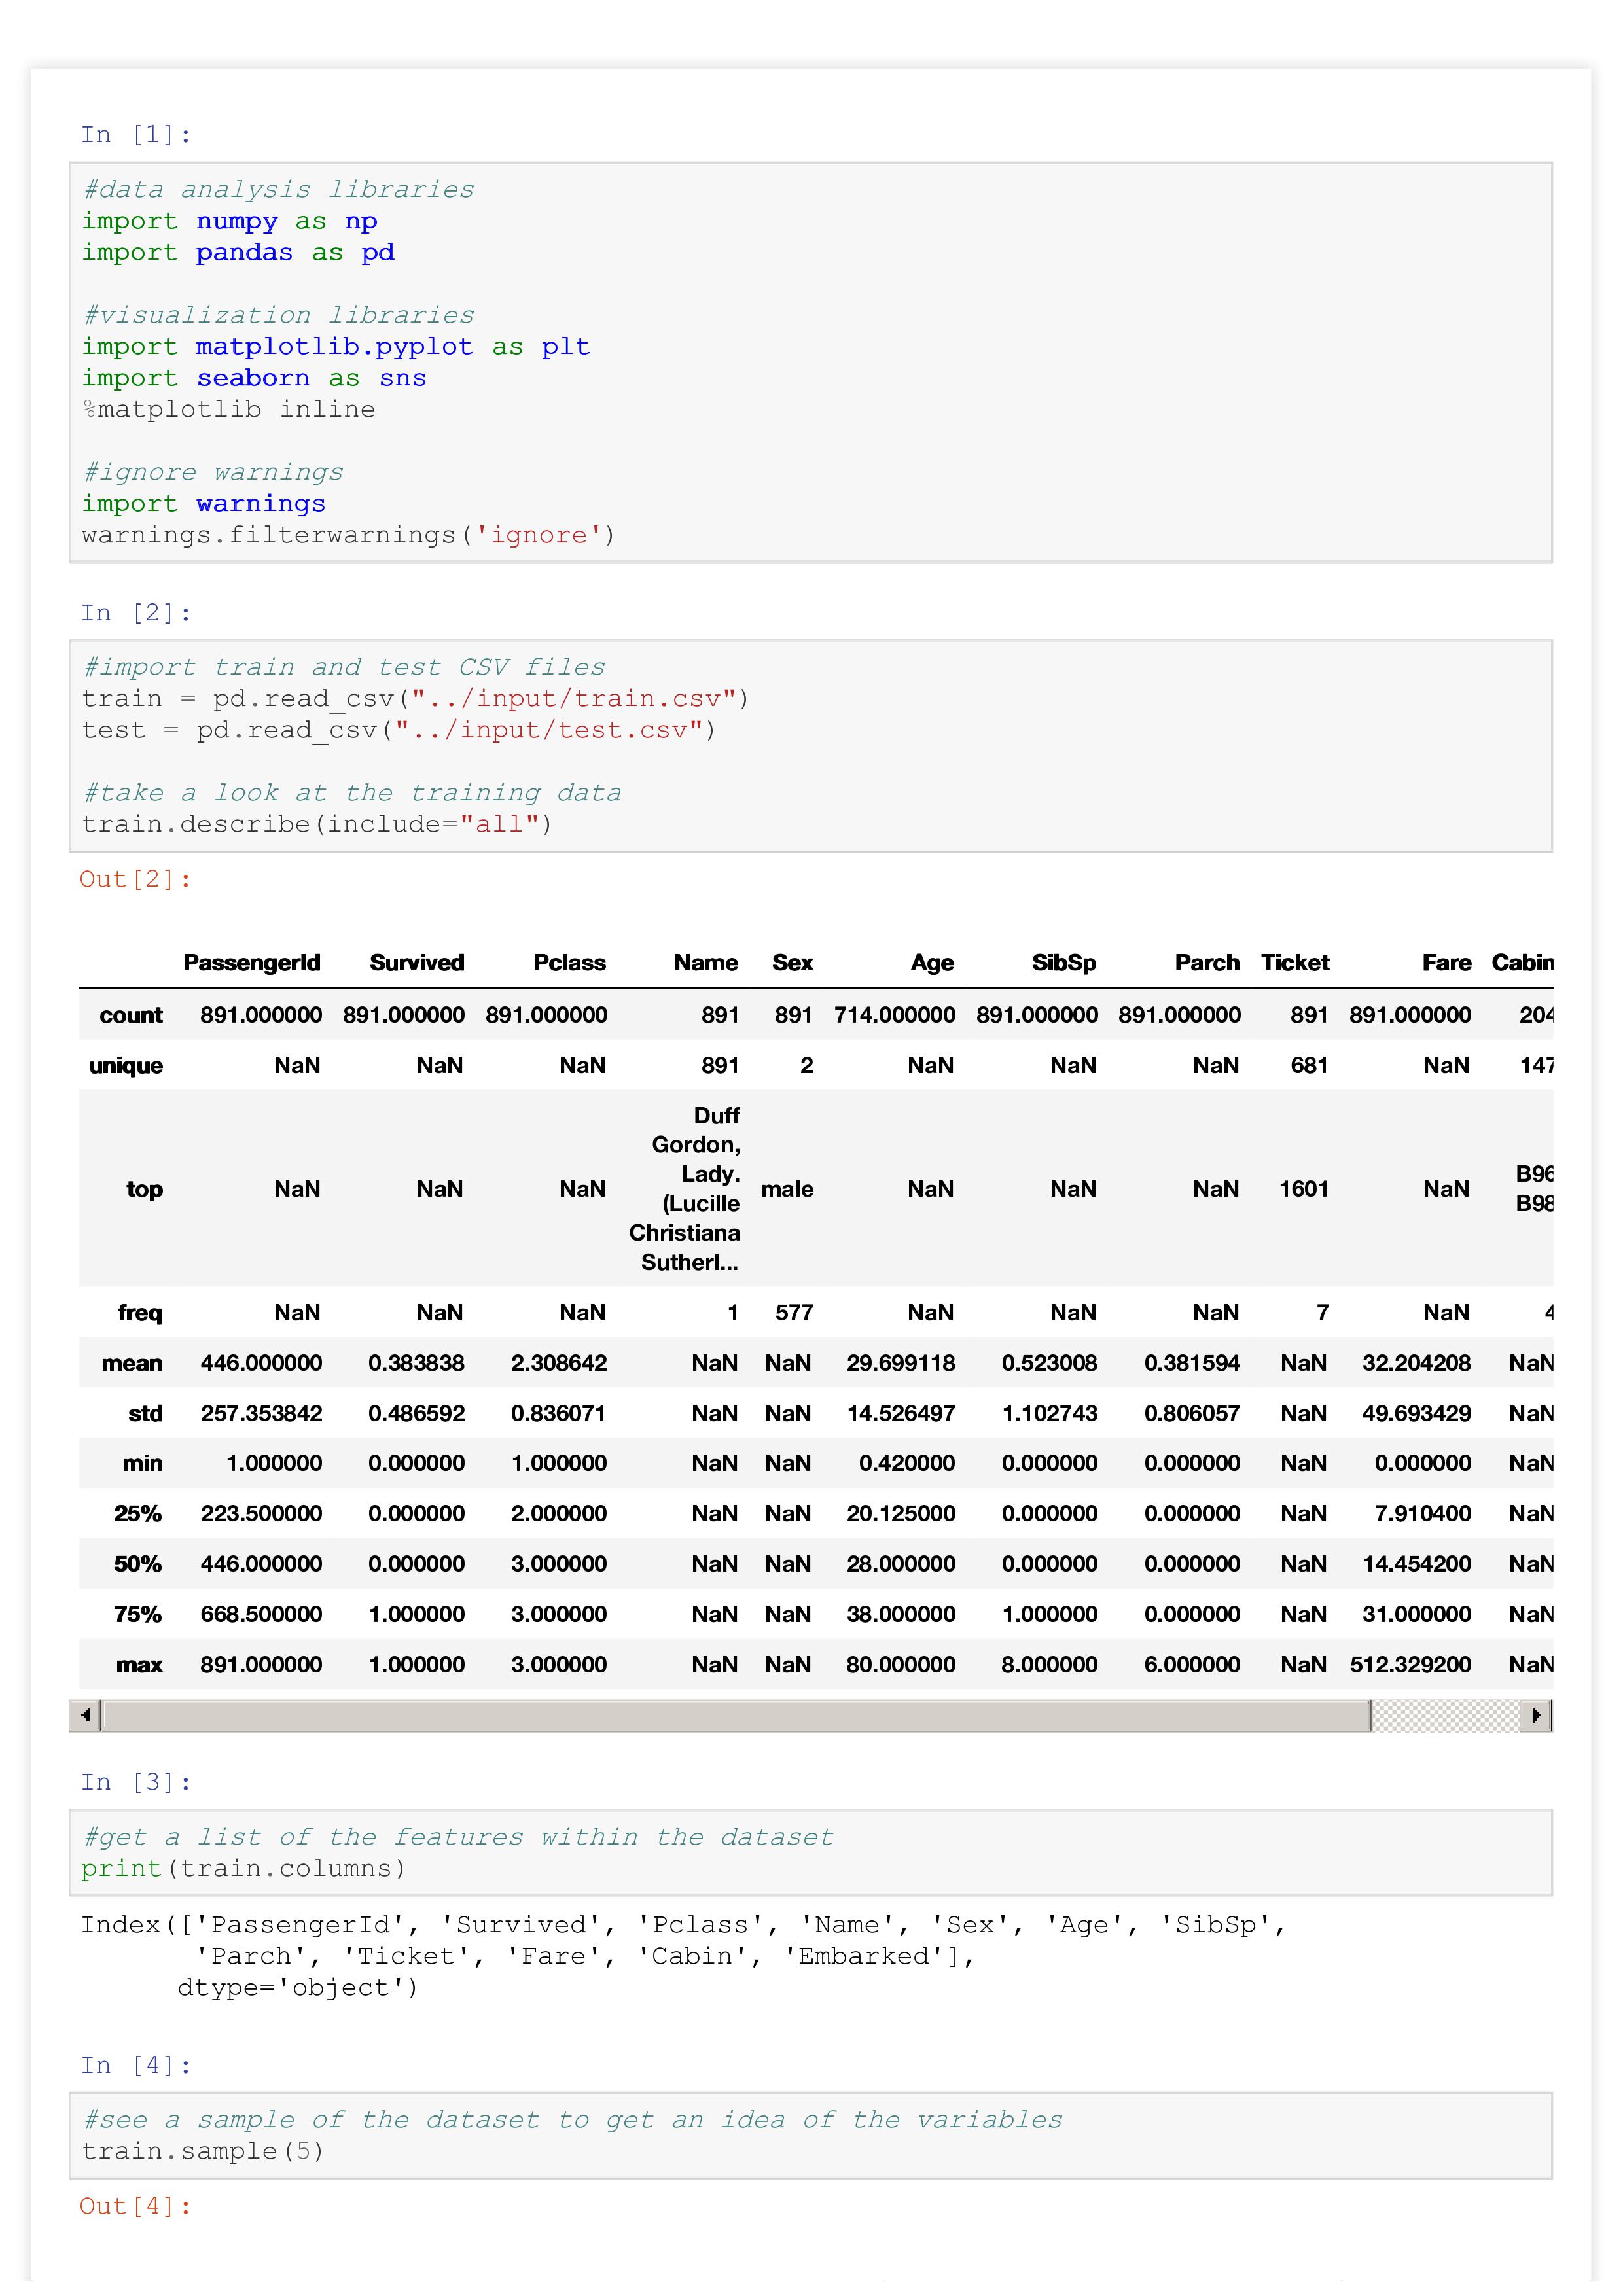 In [1]:
#data analysis libraries
import numpy as np
import pandas as pd
#visualization libraries
import matplotlib.pyplot as plt
import seaborn as sns
%matplotlib inline
#ignore warnings
import warnings
warnings.filterwarnings('ignore')
In [2]:
#import train and test CSV files
train = pd.read_csv("../input/train.csv")
test = pd.read_csv("../input/test.csv")
#take a look at the training data
train.describe(include="all")
Out[2]:
PassengerId Survived Pclass Name Sex Age SibSp Parch Ticket Fare Cabin
count 891.000000 891.000000 891.000000 891 891 714.000000 891.000000 891.000000 891 891.000000 204
unique NaN NaN NaN 891 2 NaN NaN NaN 681 NaN 147
top NaN NaN NaN Duff Gordon, Lady. (Lucille Christiana Sutherl... male NaN NaN NaN 1601 NaN B96 B98
freq NaN NaN NaN 1 577 NaN NaN NaN 7 NaN 4
mean 446.000000 0.383838 2.308642 NaN NaN 29.699118 0.523008 0.381594 NaN 32.204208 NaN
std 257.353842 0.486592 0.836071 NaN NaN 14.526497 1.102743 0.806057 NaN 49.693429 NaN
min 1.000000 0.000000 1.000000 NaN NaN 0.420000 0.000000 0.000000 NaN 0.000000 NaN
25% 223.500000 0.000000 2.000000 NaN NaN 20.125000 0.000000 0.000000 NaN 7.910400 NaN
50% 446.000000 0.000000 3.000000 NaN NaN 28.000000 0.000000 0.000000 NaN 14.454200 NaN
75% 668.500000 1.000000 3.000000 NaN NaN 38.000000 1.000000 0.000000 NaN 31.000000 NaN
max 891.000000 1.000000 3.000000 NaN NaN 80.000000 8.000000 6.000000 NaN 512.329200 NaN
In [3]:
#get a list of the features within the dataset
print(train.columns)
Index(['PassengerId', 'Survived', 'Pclass', 'Name', 'Sex', 'Age', 'SibSp',
'Parch', 'Ticket', 'Fare', 'Cabin', 'Embarked'],
dtype='object')
In [4]:
#see a sample of the dataset to get an idea of the variables
train.sample(5)
Out[4]: